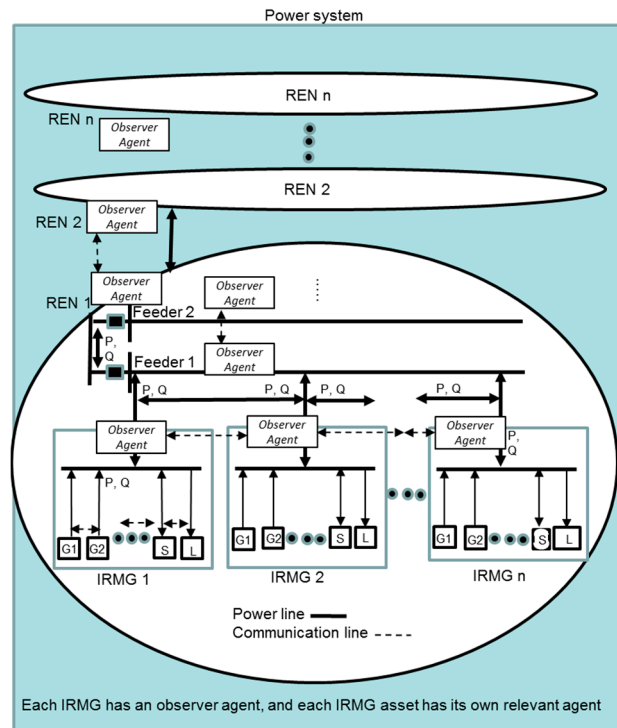 Power system
REN n
REN n
Observer
Agent
REN 2
Observer
Agent
REN 2
Observer
Agent
REN 1
Observer
Agent
Feeder 2
P,
Q
Feeder 1
Observer
Agent
P, Q
P, Q
P, Q
P, Q
Observer
Agent
Observer
Agent
Observer
Agent
P,
Q
P, Q
G1
G2
S
L
G1
G2
S
L
G1
G2
S
L
IRMG 1
IRMG 2
IRMG n
Power line
Communication line
Each IRMG has an observer agent, and each IRMG asset has its own relevant agent